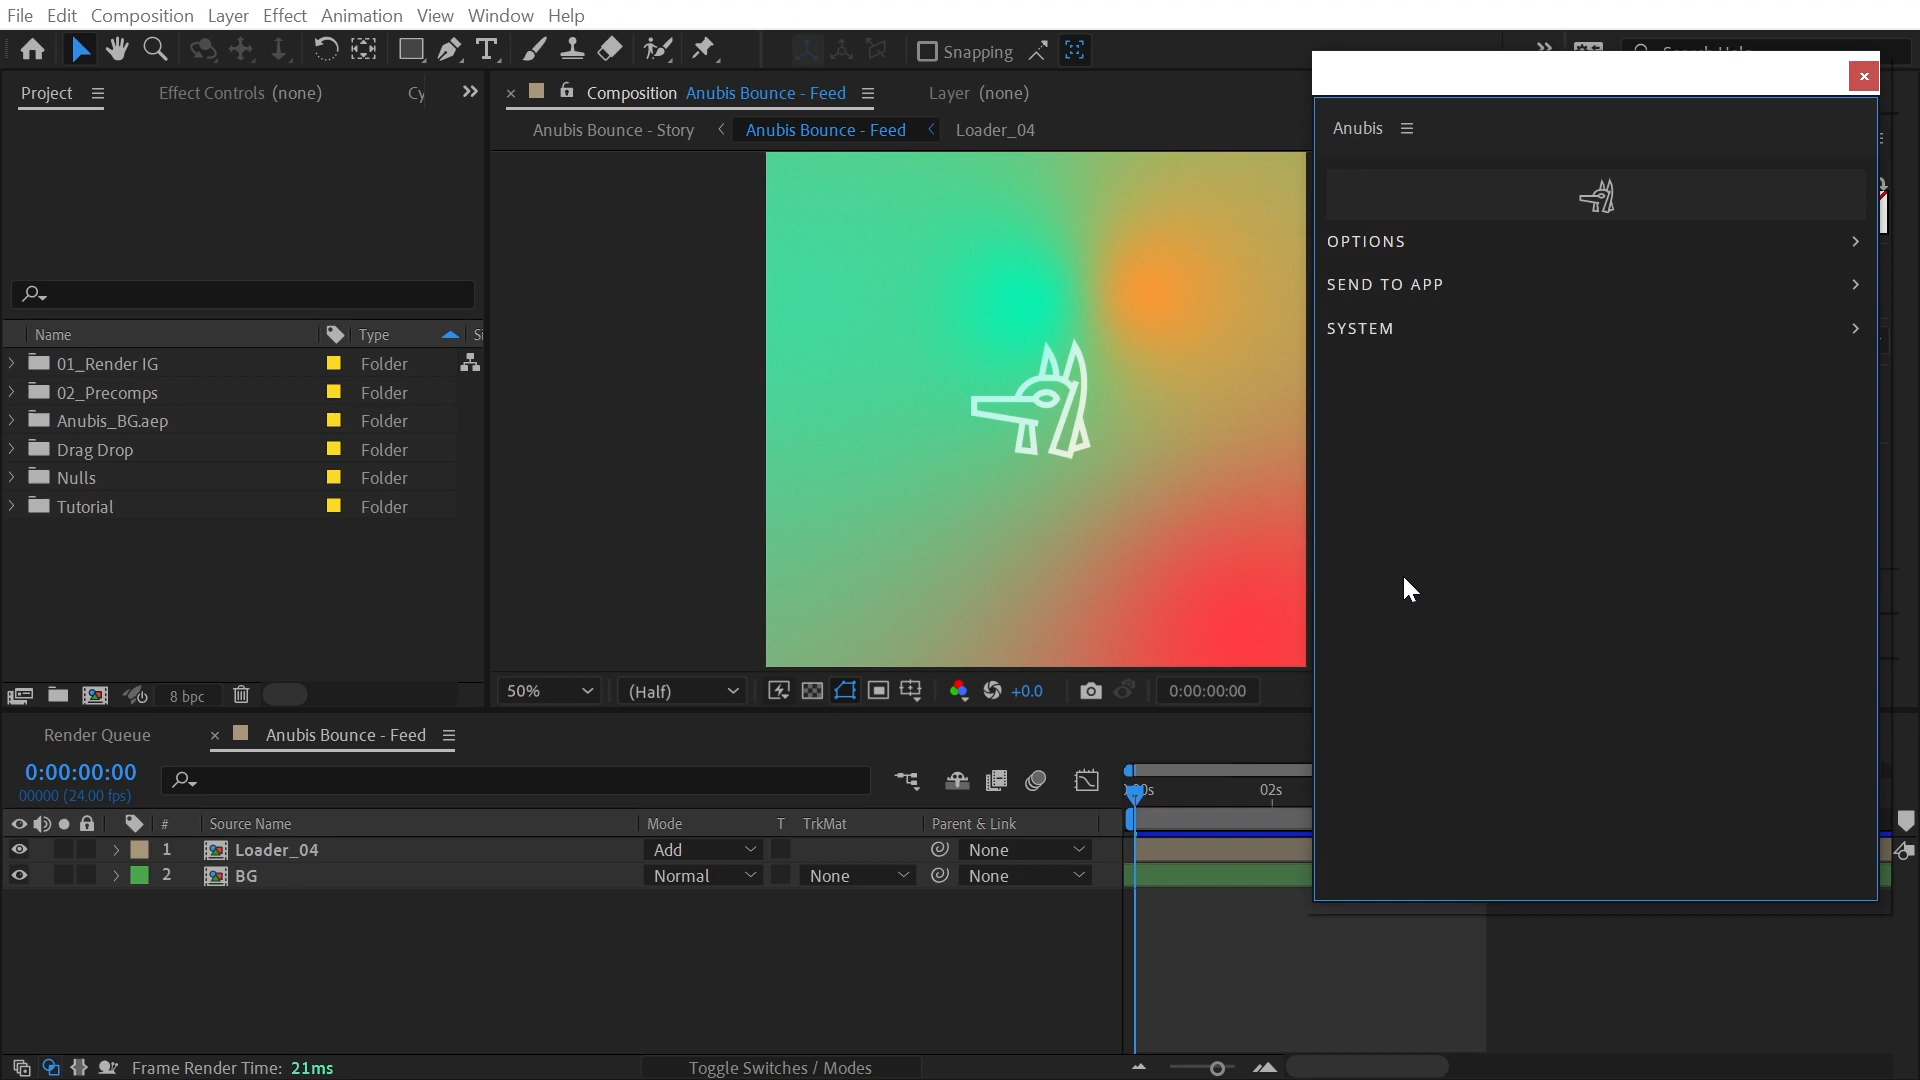 File Edit Composition Layer Effect Animation View Window Help
Snapping
Project Effect Controls (none)
Composition Anubis Bounce - Feed Layer (none)
Anubis Bounce - Story Anubis Bounce - Feed Loader_04
Anubis
OPTIONS
SEND TO APP
SYSTEM
Name Type
01_Render IG Folder
02_Precomps Folder
Anubis_BG.aep Folder
Drag Drop Folder
Nulls Folder
Tutorial Folder
8 bpc
50% (Half) +0.0 0:00:00:00
Render Queue Anubis Bounce - Feed
0:00:00:00
00000 (24.00 fps)
02s
# Source Name Mode T TrkMat Parent & Link
1 Loader_04 Add None
2 BG Normal None None
Frame Render Time: 21ms Toggle Switches / Modes